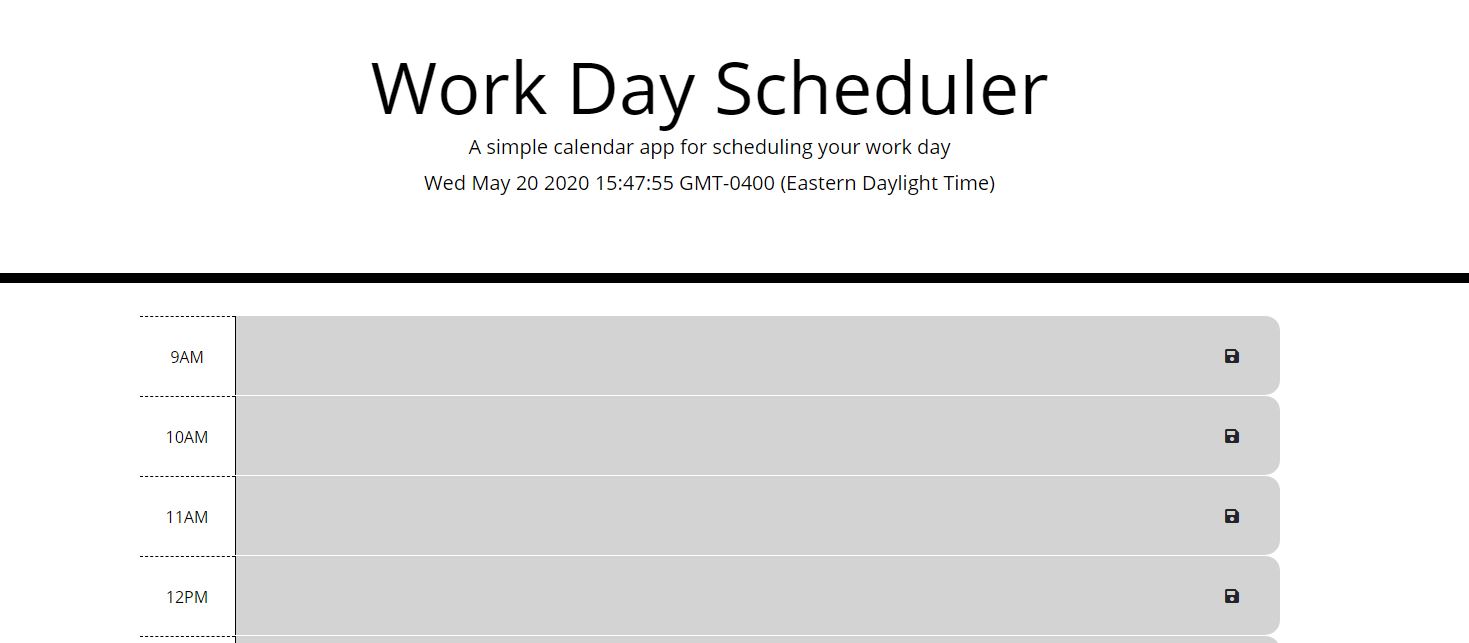 Work Day Scheduler
A simple calendar app for scheduling your work day
Wed May 20 2020 15:47:55 GMT-0400 (Eastern Daylight Time)
9AM
10AM
11AM
12PM